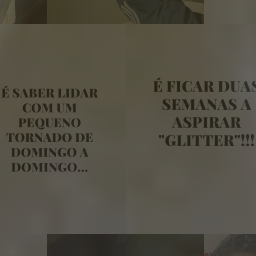 É SABER LIDAR
COM UM
PEQUENO
TORNADO DE
DOMINGO A
DOMINGO...
É FICAR DUAS
SEMANAS A
ASPIRAR
"GLITTER"!!!